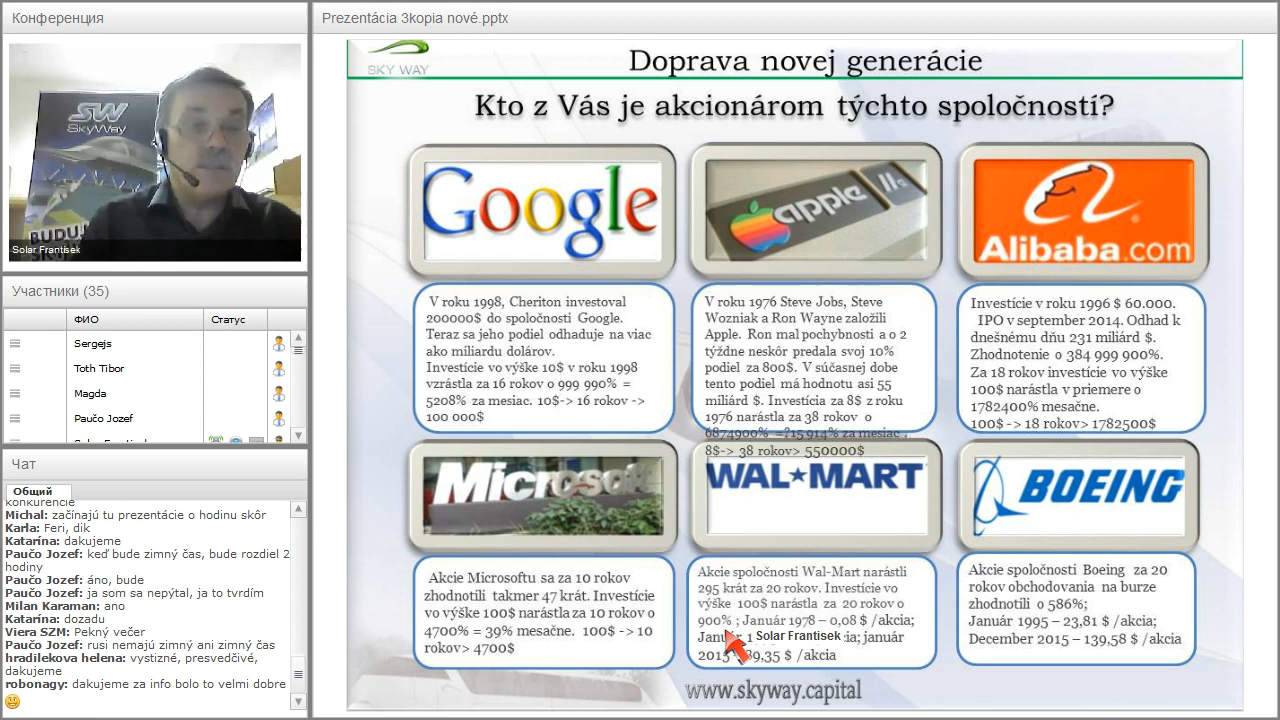 Конференция
SW
SkyWay
BUDUJ
Solar Frantisek
Участники (35)
ФИО
Статус
Sergejs
Toth Tibor
Magda
Paučo Jozef
Чат
Общий
konkurencie
Michal: začínajú tu prezentácie o hodinu skôr
Karla: Feri, dik
Katarína: dakujeme
Paučo Jozef: keď bude zimný čas, bude rozdiel 2
hodiny
Paučo Jozef: áno, bude
Paučo Jozef: ja som sa nepýtal, ja to tvrdím
Milan Karaman: ano
Katarína: dozadu
Viera SZM: Pekný večer
Paučo Jozef: rusi nemajú zimný ani zimný čas
hradilekova helena: vystizné, presvedčivé,
dakujeme
robonagy: dakujeme za info bolo to velmi dobre
Prezentácia 3kopia nové.pptx
SKY WAY
Doprava novej generácie
Kto z Vás je akcionárom týchto spoločností?
Google
apple
Alibaba.com
V roku 1998, Cheriton investoval
200000$ do spoločnosti Google.
Teraz sa jeho podiel odhaduje na viac
ako miliardu dolárov.
Investície vo výške 10$ v roku 1998
vzrástla za 16 rokov o 999 990% =
5208% za mesiac. 10$-> 16 rokov ->
100 000$
V roku 1976 Steve Jobs, Steve
Wozniak a Ron Wayne založili
Apple. Ron mal pochybnosti a o 2
týždne neskôr predala svoj 10%
podiel za 800$. V súčasnej dobe
tento podiel má hodnotu asi 55
miliárd $. Investícia za 8$ z roku
1976 narástla za 38 rokov o
6874900% =?15 914% za mesiac .
8$-> 38 rokov> 550000$
Investície v roku 1996 $ 60.000.
IPO v september 2014. Odhad k
dnešnému dňu 231 miliárd $.
Zhodnotenie o 384 999 900%.
Za 18 rokov investície vo výške
100$ narástla v priemere o
1782400% mesačne.
100$ -> 18 rokov> 1782500$
Microsoft
WAL★MART
BOEING
Akcie Microsoftu sa za 10 rokov
zhodnotili takmer 47 krát. Investície
vo výške 100$ narástla za 10 rokov o
4700% = 39% mesačne. 100$ -> 10
rokov> 4700$
Akcie spoločnosti Wal-Mart narástli
295 krát za 20 rokov. Investície vo
výške 100$ narástla za 20 rokov o
900% ; Január 1978 – 0,08 $ /akcia;
Solar Frantisek
január
2015 /akcia
Akcie spoločnosti Boeing za 20
rokov obchodovania na burze
zhodnotili o 586%;
Január 1995 – 23,81 $ /akcia;
December 2015 – 139,58 $ /akcia
www.skyway.capital